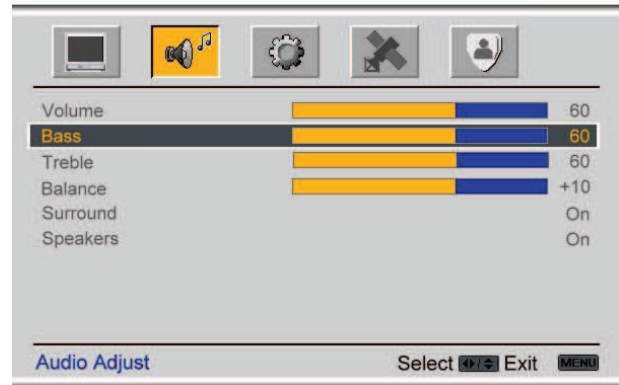 Volume 60
Bass 60
Treble 60
Balance +10
Surround On
Speakers On
Audio Adjust Select Exit MENU